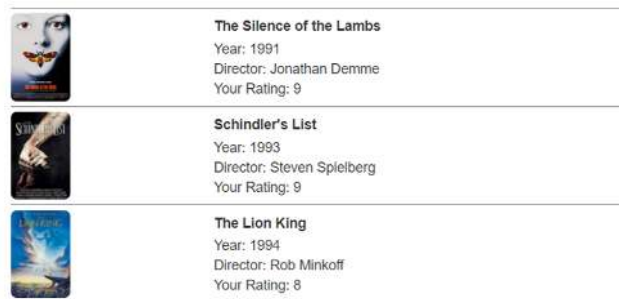 The Silence of the Lambs
Year: 1991
Director: Jonathan Demme
Your Rating: 9
Schindler's List
Year: 1993
Director: Steven Spielberg
Your Rating: 9
The Lion King
Year: 1994
Director: Rob Minkoff
Your Rating: 8